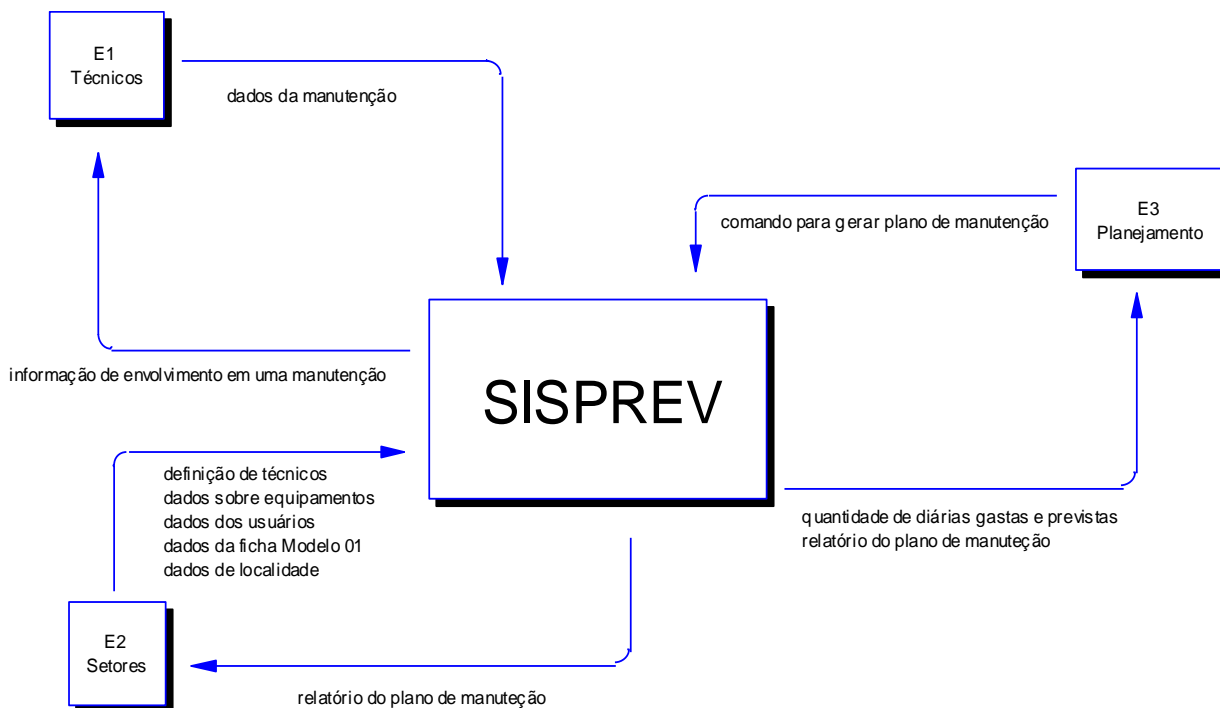 E1
Técnicos
dados da manutenção
E3
Planejamento
comando para gerar plano de manutenção
SISPREV
informação de envolvimento em uma manutenção
definição de técnicos
dados sobre equipamentos
dados dos usuários
dados da ficha Modelo 01
dados de localidade
quantidade de diárias gastas e previstas
relatório do plano de manuteção
E2
Setores
relatório do plano de manuteção